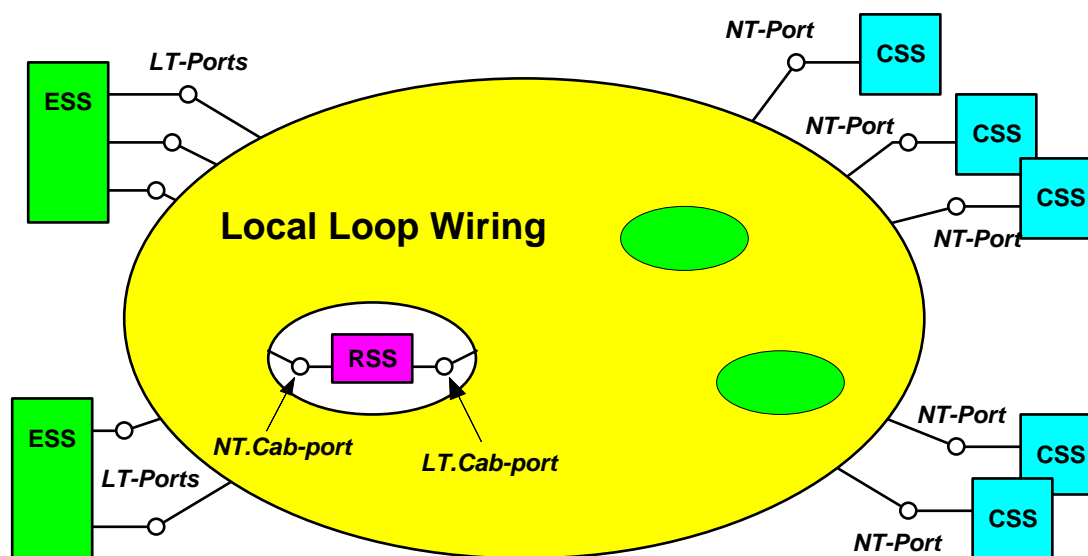 NT-Port
CSS
LT-Ports
ESS
NT-Port
CSS
CSS
NT-Port
Local Loop Wiring
RSS
NT.Cab-port
LT.Cab-port
ESS
LT-Ports
NT-Port
CSS
CSS
NT-Port